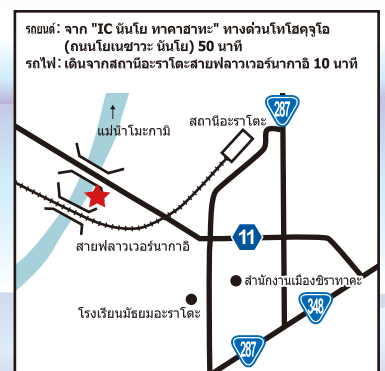 รถยนต์: จาก "IC นันโย ทาคาฮาทะ" ทางด่วนโทโฮคุจูโอ
(ถนนโยเนซาวะ นันโย) 50 นาที
รถไฟ: เดินจากสถานีอะราโตะสายฟลาวเวอร์นากาอิ 10 นาที
287
สถานีอะราโตะ
แม่น้ำโมะกามิ
11
สายฟลาวเวอร์นากาอิ
สำนักงานเมืองชิราทาคะ
348
โรงเรียนมัธยมอะราโตะ
287